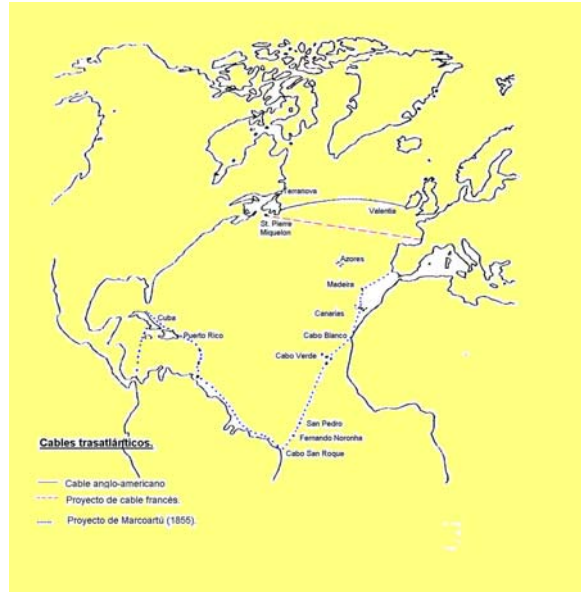 Terranova
Valentia
St. Pierre
Miquelon
Azores
Madeira
Canarias
Cuba
Puerto Rico
Cabo Blanco
Cabo Verde
San Pedro
Fernando Noronha
Cabo San Roque
Cables trasatlánticos.
Cable anglo-americano
Proyecto de cable francés.
Proyecto de Marcoartú (1855).